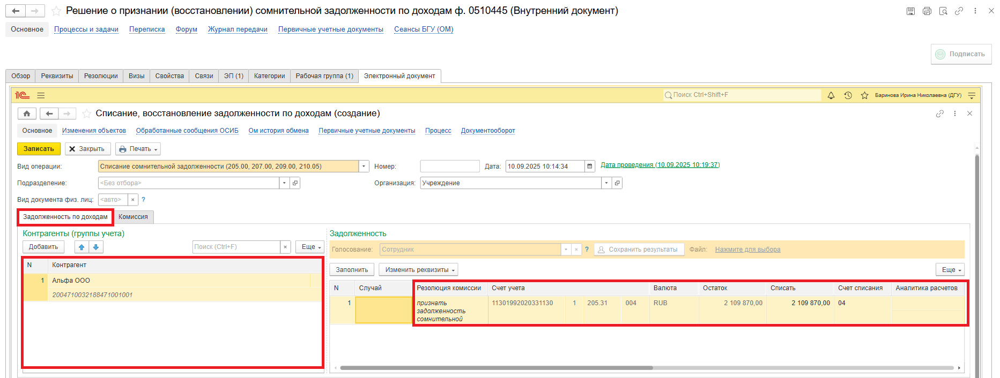 Решение о признании (восстановлении) сомнительной задолженности по доходам ф. 0510445 (Внутренний документ)
Основное Процессы и задачи Переписка Форум Журнал передачи Первичные учетные документы Сеансы БГУ (ОМ)
Подписать
Обзор Реквизиты Резолюции Визы Свойства Связи ЭП (1) Категории Рабочая группа (1) Электронный документ
1С Поиск Ctrl+Shift+F Баринова Ирина Николаевна (ДГУ)
Списание, восстановление задолженности по доходам (создание)
Основное Изменения объектов Обработанные сообщения ОСИБ Ом история обмена Первичные учетные документы Процесс Документооборот
Записать Закрыть Печать
Вид операции: Списание сомнительной задолженности (205.00, 207.00, 209.00, 210.05) Номер: Дата: 10.09.2025 10:14:34 Дата проведения (10.09.2025 10:19:37)
Подразделение: <Без отбора> Организация: Учреждение
Вид документа физ. лиц: <авто> ?
Задолженность по доходам Комиссия
Контрагенты (группы учета) Задолженность
Добавить Поиск (Ctrl+F) Еще Голосование: Сотрудник ? Сохранить результаты Файл: Нажмите для выбора
Заполнить Изменить реквизиты Еще
N Контрагент
1 Альфа ООО
2004710032188471001001
N Случай Резолюция комиссии Счет учета Валюта Остаток Списать Счет списания Аналитика расчетов
1 признать 11301992020331130 1 205.31 004 RUB 2 109 870,00 2 109 870,00 04
задолженность
сомнительной